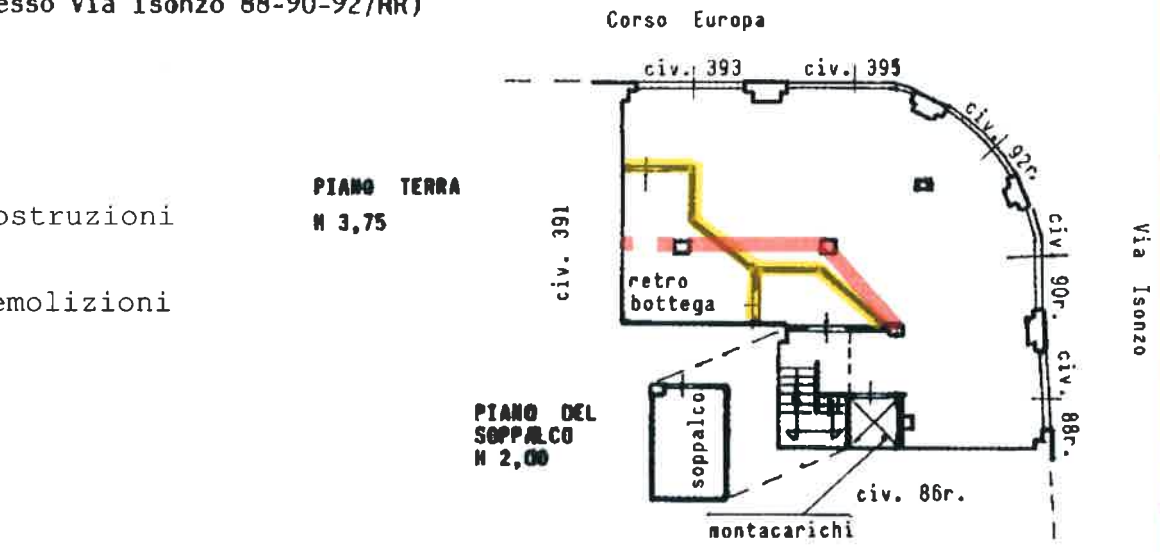 esso Via Isonzo 88-90-92/RR)
Corso Europa
civ. 393
civ. 395
civ. 92r.
PIANO TERRA
H 3,75
ostruzioni
civ. 391
civ 90r.
Via Isonzo
retro
bottega
emolizioni
civ. 88r.
PIANO DEL
SOPPALCO
H 2,00
soppalco
civ. 86r.
montacarichi